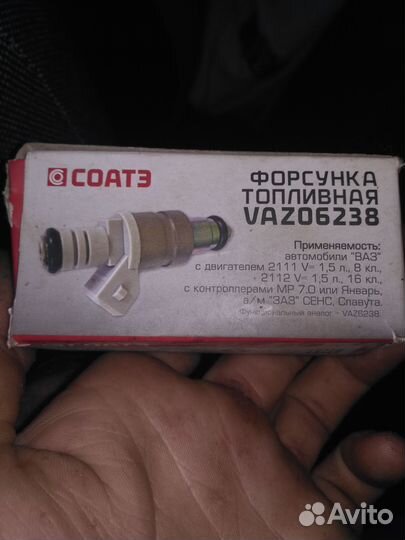 СОАТЭ
ФОРСУНКА
ТОПЛИВНАЯ
VAZ06238
Применяемость:
автомобили "ВАЗ"
с двигателем 2111 V= 1,5 л., 8 кл.,
- 2112 V= 1,5 л., 16 кл.,
с контроллерами МР 7.0 или Январь,
а/м "ЗАЗ" СЕНС, Славута.
Функциональный аналог - VAZ6238.
Avito